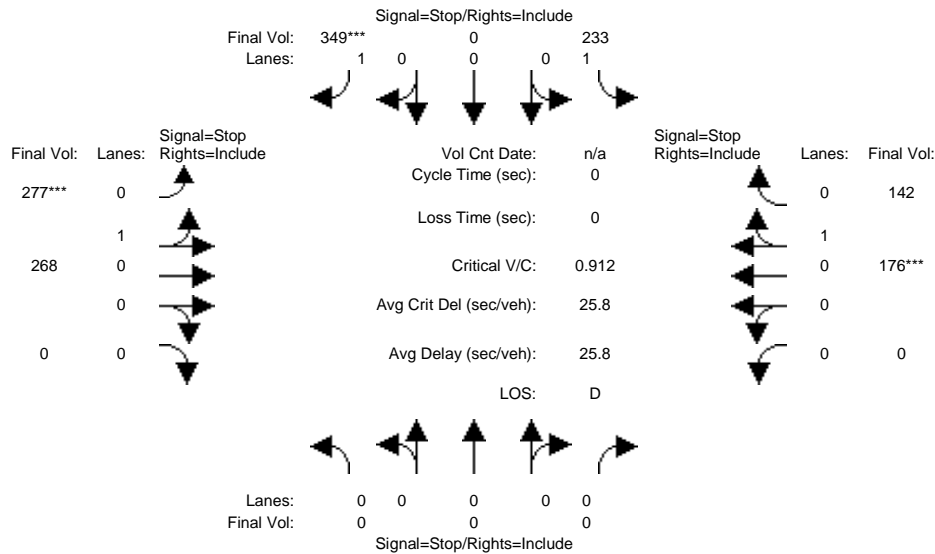 Signal=Stop/Rights=Include
Final Vol: 349*** 0 233
Lanes: 1 0 0 0 1
Signal=Stop
Final Vol: Lanes: Rights=Include
Vol Cnt Date: n/a
Signal=Stop
Rights=Include Lanes: Final Vol:
277*** 0
Cycle Time (sec): 0
0 142
Loss Time (sec): 0
1
1
268 0
Critical V/C: 0.912
0 176***
0
Avg Crit Del (sec/veh): 25.8
0
0 0
Avg Delay (sec/veh): 25.8
0 0
LOS: D
Lanes: 0 0 0 0 0
Final Vol: 0 0 0
Signal=Stop/Rights=Include